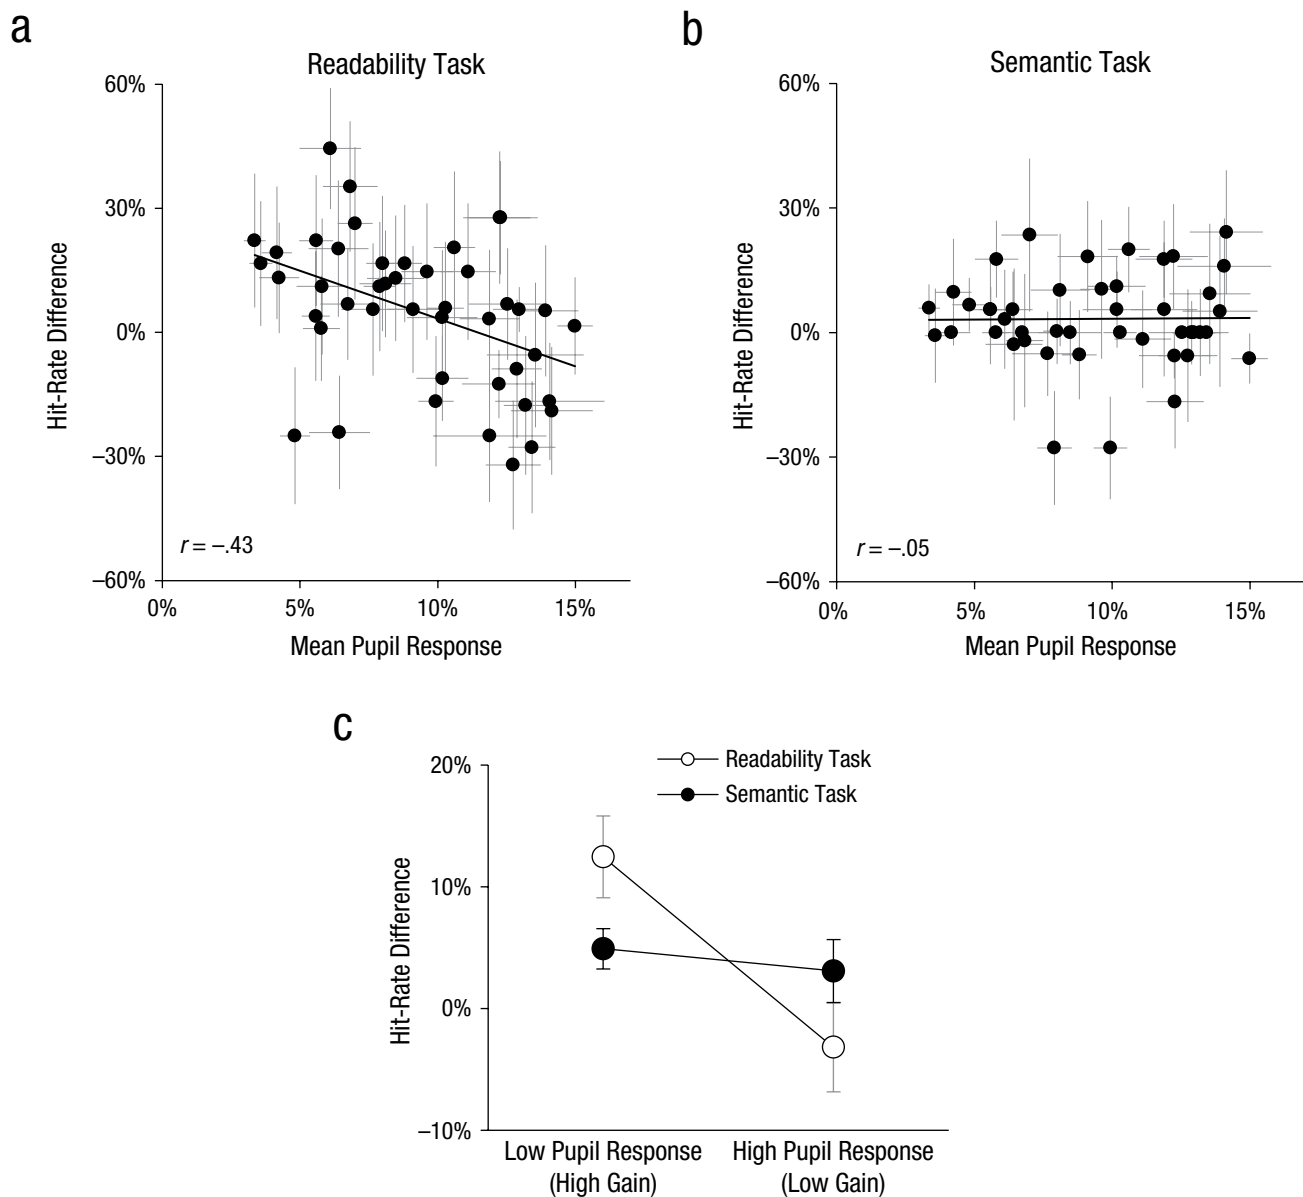 a
Readability Task
60%
30%
0%
–30%
–60%
Hit-Rate Difference
r = –.43
0%
5%
10%
15%
Mean Pupil Response
b
Semantic Task
60%
30%
0%
–30%
–60%
Hit-Rate Difference
r = –.05
0%
5%
10%
15%
Mean Pupil Response
c
Readability Task
Semantic Task
20%
10%
0%
–10%
Hit-Rate Difference
Low Pupil Response
(High Gain)
High Pupil Response
(Low Gain)